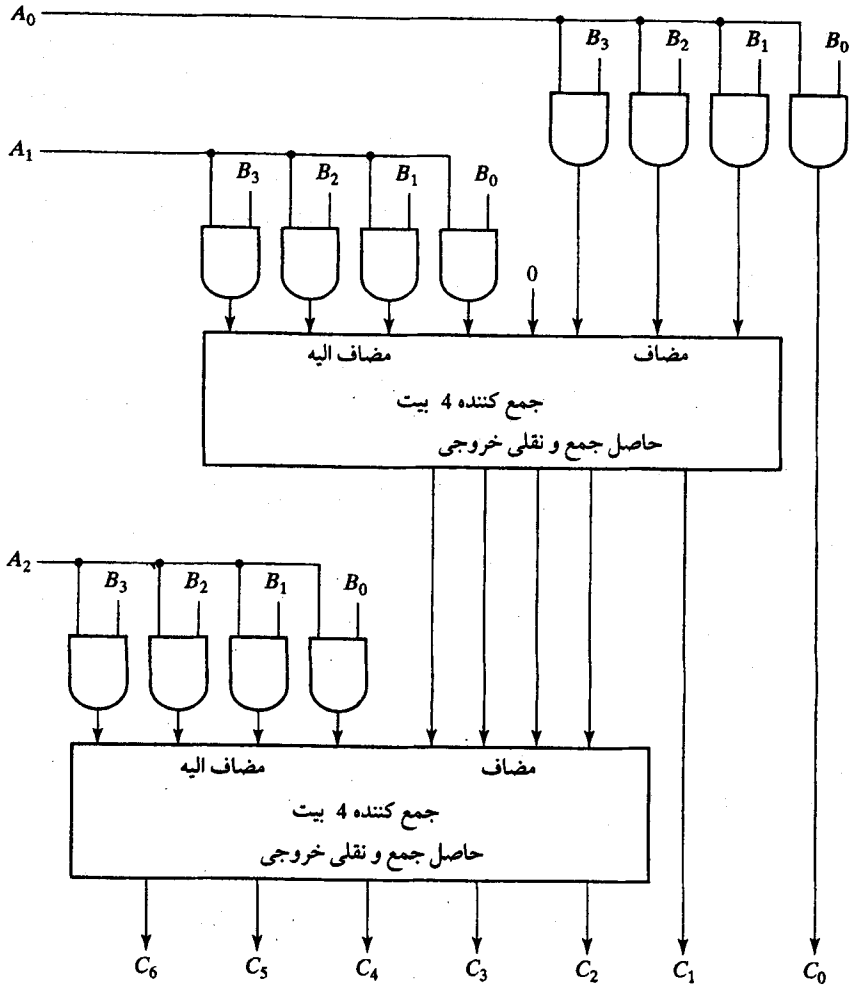 A0
B3 B2 B1 B0
A1
B3 B2 B1 B0
0
مضاف الیه مضاف
جمع کننده 4 بیت
حاصل جمع و نقلی خروجی
A2
B3 B2 B1 B0
مضاف الیه مضاف
جمع کننده 4 بیت
حاصل جمع و نقلی خروجی
C6 C5 C4 C3 C2 C1 C0